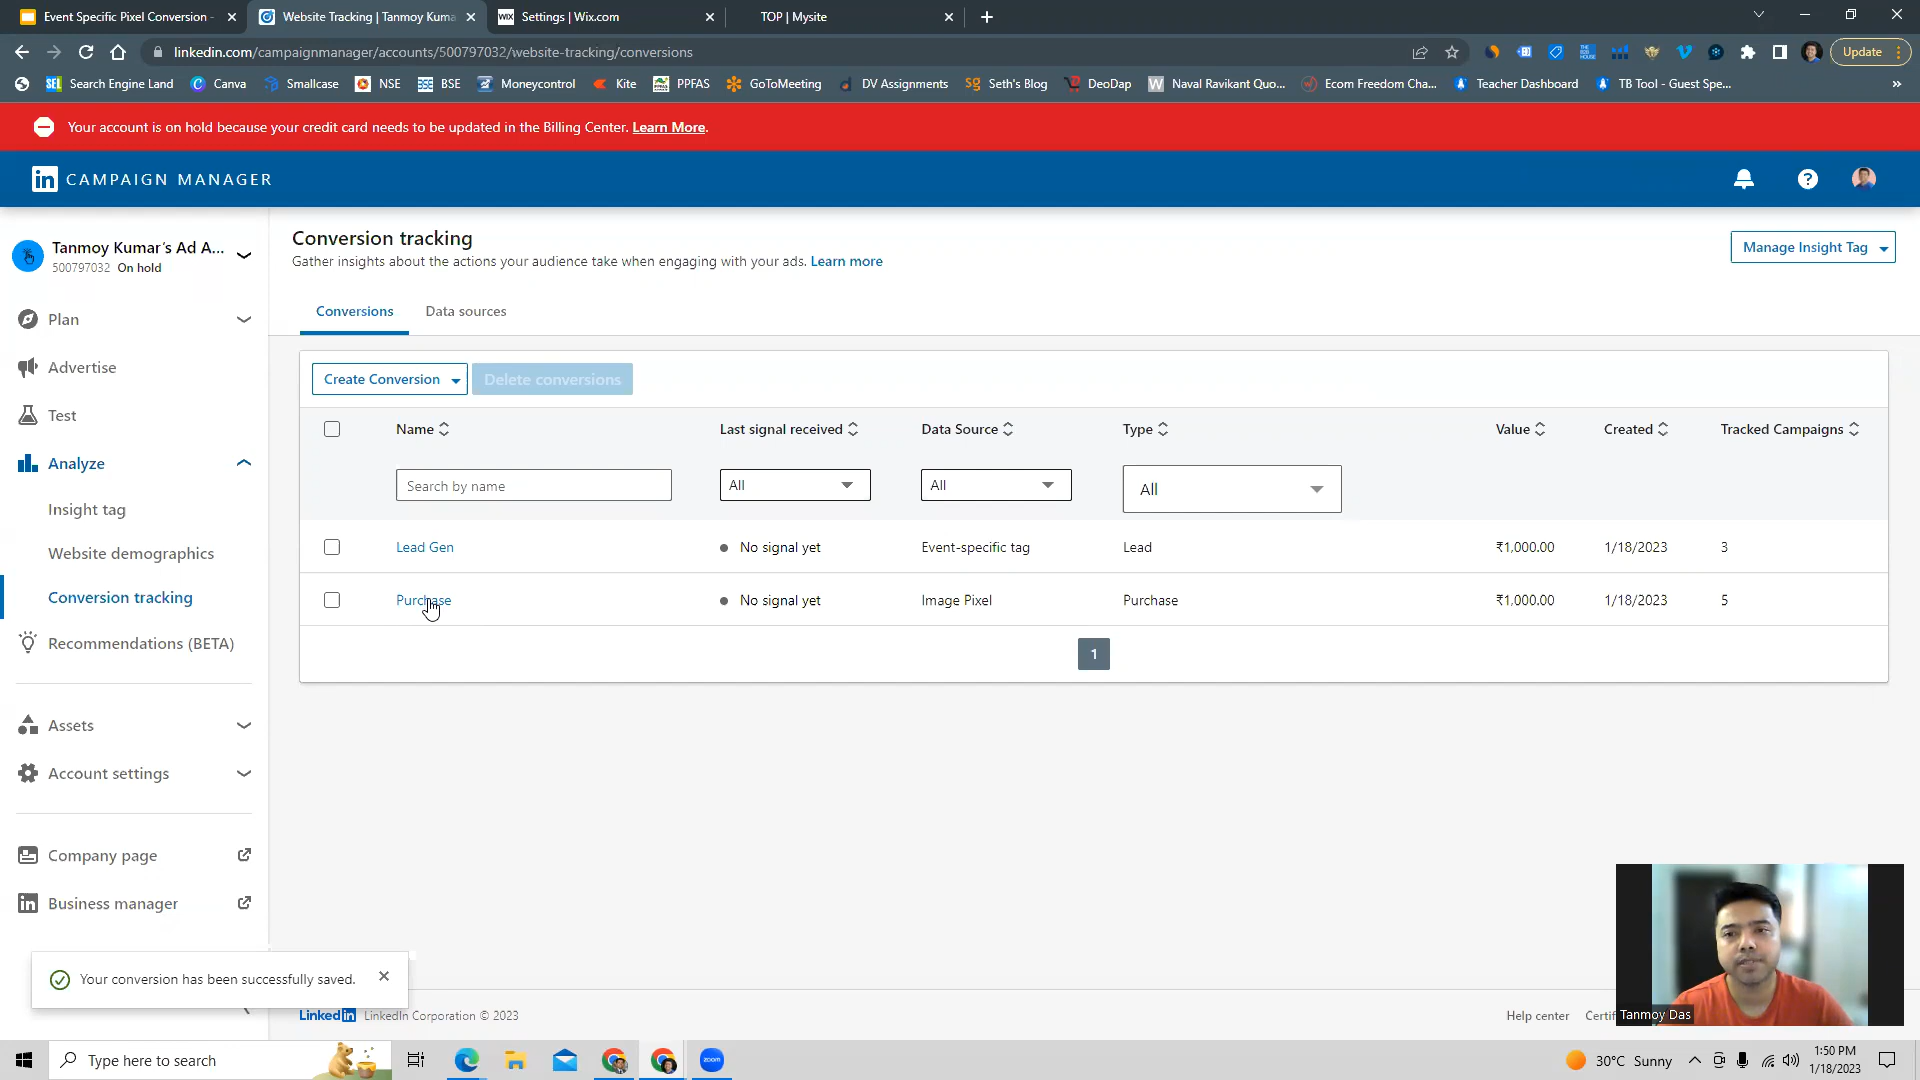 Event Specific Pixel Conversion -
Website Tracking | Tanmoy Kuma
WIX Settings | Wix.com
TOP | Mysite
linkedin.com/campaignmanager/accounts/500797032/website-tracking/conversions
Update
Search Engine Land
Canva
Smallcase
NSE
BSE
Moneycontrol
Kite
PPFAS
GoToMeeting
DV Assignments
Seth's Blog
DeoDap
Naval Ravikant Quo...
Ecom Freedom Cha...
Teacher Dashboard
TB Tool - Guest Spe...
Your account is on hold because your credit card needs to be updated in the Billing Center. Learn More.
in CAMPAIGN MANAGER
Tanmoy Kumar's Ad A...
500797032 On hold
Plan
Advertise
Test
Analyze
Insight tag
Website demographics
Conversion tracking
Recommendations (BETA)
Assets
Account settings
Company page
Business manager
Conversion tracking
Gather insights about the actions your audience take when engaging with your ads. Learn more
Manage Insight Tag
Conversions Data sources
Create Conversion Delete conversions
Name Last signal received Data Source Type Value Created Tracked Campaigns
Search by name All All All
Lead Gen No signal yet Event-specific tag Lead ₹1,000.00 1/18/2023 3
Purchase No signal yet Image Pixel Purchase ₹1,000.00 1/18/2023 5
1
Your conversion has been successfully saved.
LinkedIn LinkedIn Corporation © 2023
Help center Certif
Tanmoy Das
Type here to search
zoom
30°C Sunny
1:50 PM
1/18/2023